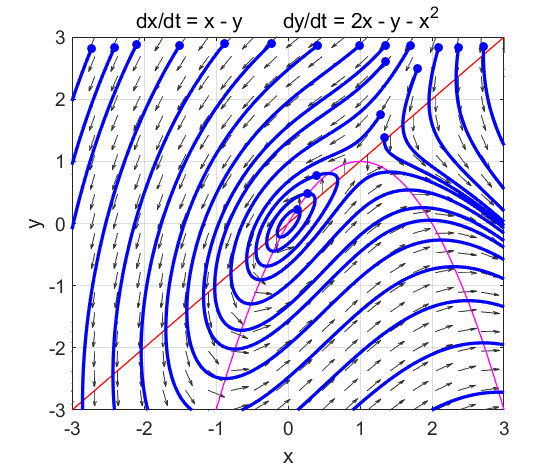 dx/dt = x - y dy/dt = 2x - y - x²
3
2
1
0
-1
-2
-3
y
-3 -2 -1 0 1 2 3
x